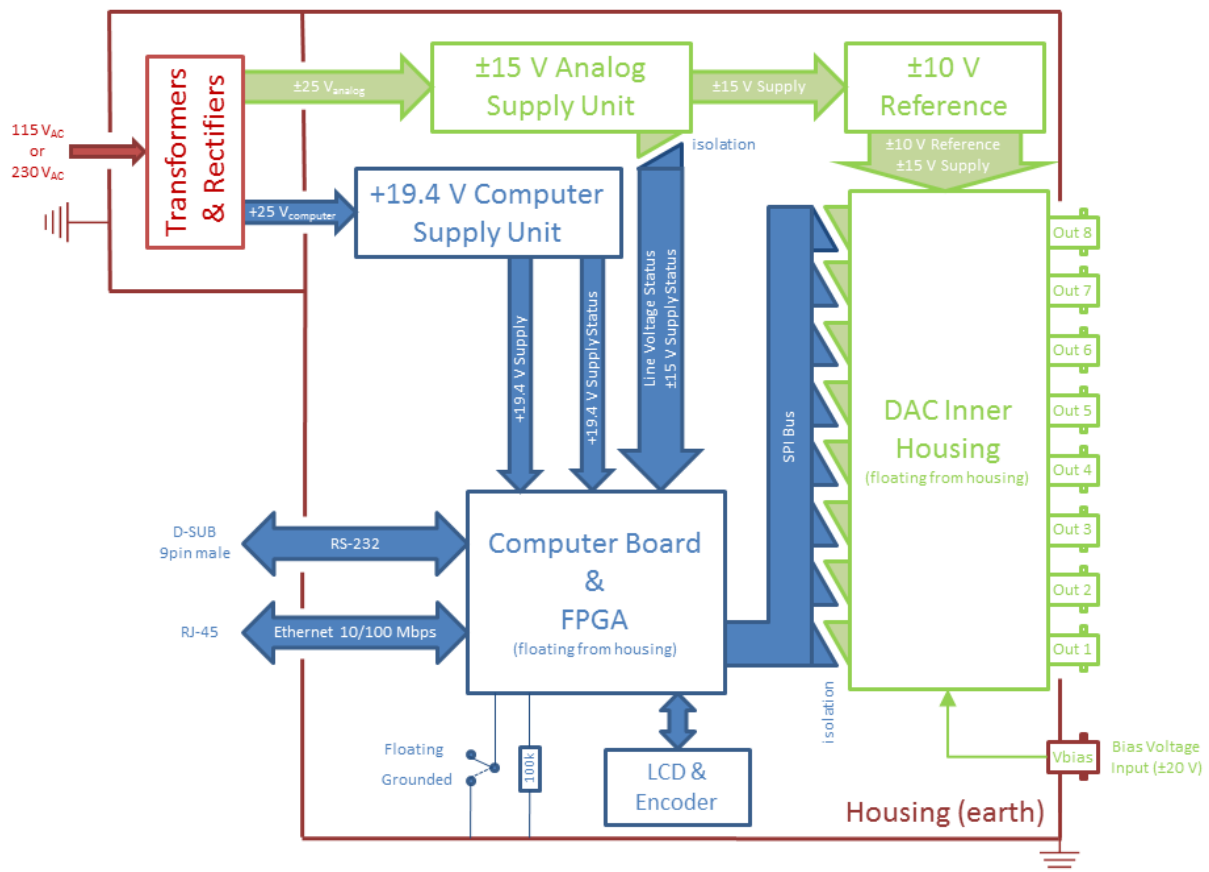 115 VAC
or
230 VAC
Transformers
& Rectifiers
±25 Vanalog
+25 Vcomputer
±15 V Analog
Supply Unit
±15 V Supply
±10 V
Reference
isolation
±10 V Reference
±15 V Supply
+19.4 V Computer
Supply Unit
+19.4 V Supply
+19.4 V Supply Status
Line Voltage Status
±15 V Supply Status
SPI Bus
DAC Inner
Housing
(floating from housing)
Out 8
Out 7
Out 6
Out 5
Out 4
Out 3
Out 2
Out 1
D-SUB
9pin male
RS-232
RJ-45
Ethernet 10/100 Mbps
Computer Board
&
FPGA
(floating from housing)
isolation
Floating
Grounded
100k
LCD &
Encoder
Vbias
Bias Voltage
Input (±20 V)
Housing (earth)